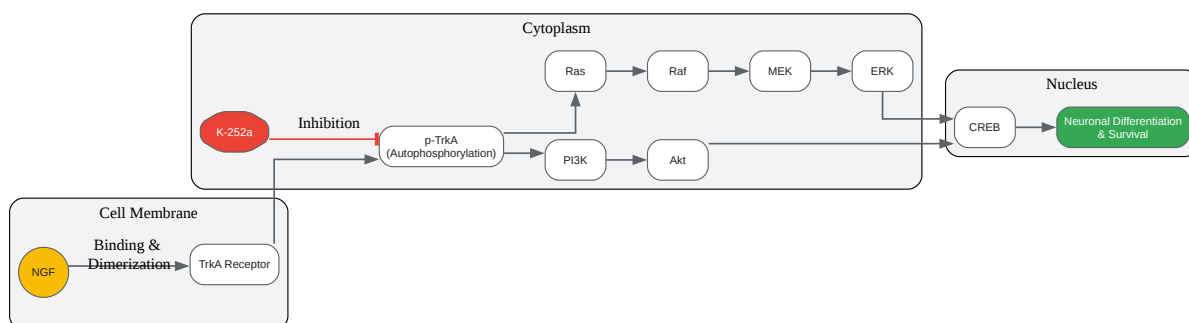 Cytoplasm
Ras
Raf
MEK
ERK
Nucleus
K-252a
Inhibition
p-TrkA
(Autophosphorylation)
CREB
Neuronal Differentiation
& Survival
PI3K
Akt
Cell Membrane
Binding &
Dimerization
NGF
TrkA Receptor